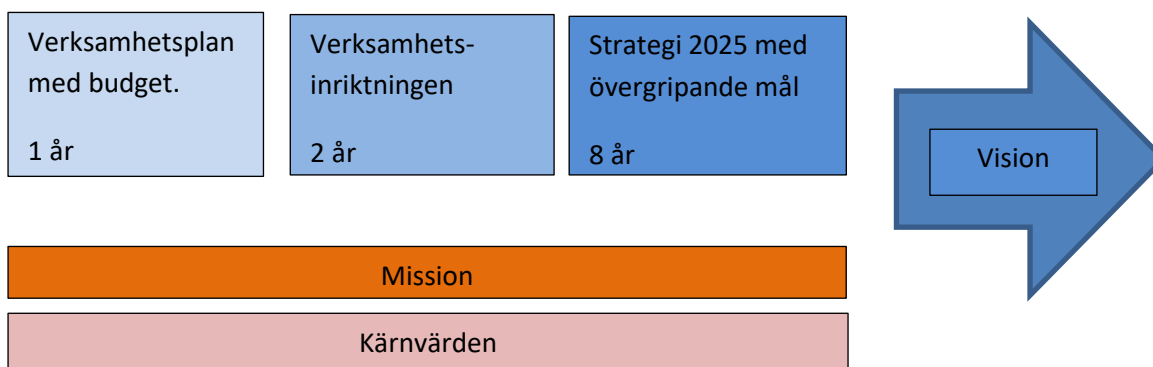 Verksamhetsplan
med budget.
1 år
Verksamhets-
inriktningen
2 år
Strategi 2025 med
övergripande mål
8 år
Vision
Mission
Kärnvärden